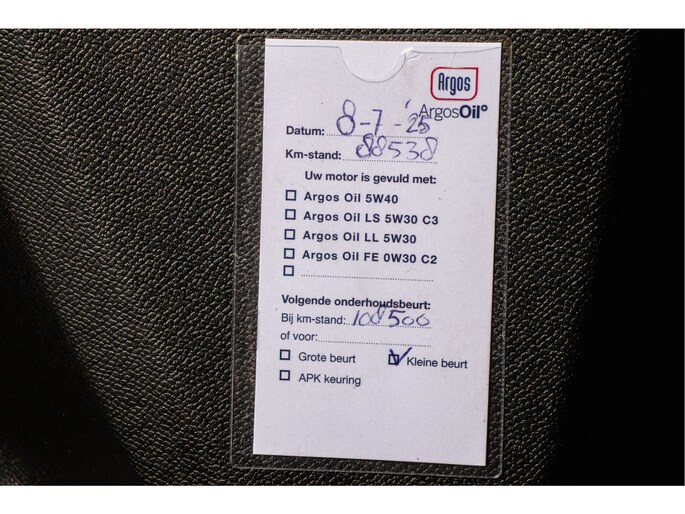 Argos
ArgosOil°
Datum: 8-7-25
Km-stand: 88538
Uw motor is gevuld met:
Argos Oil 5W40
Argos Oil LS 5W30 C3
Argos Oil LL 5W30
Argos Oil FE 0W30 C2
Volgende onderhoudsbeurt:
Bij km-stand: 108500
of voor:
Grote beurt Kleine beurt
APK keuring